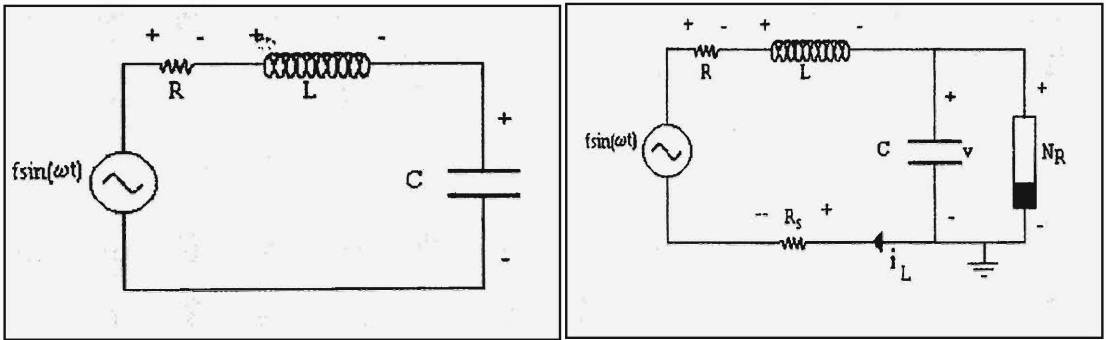 + - + -
R L
+
fsin(ωt)
C
-
+ - + -
R L
+ +
fsin(ωt)
C v N_R
-- R_s + - -
i_L